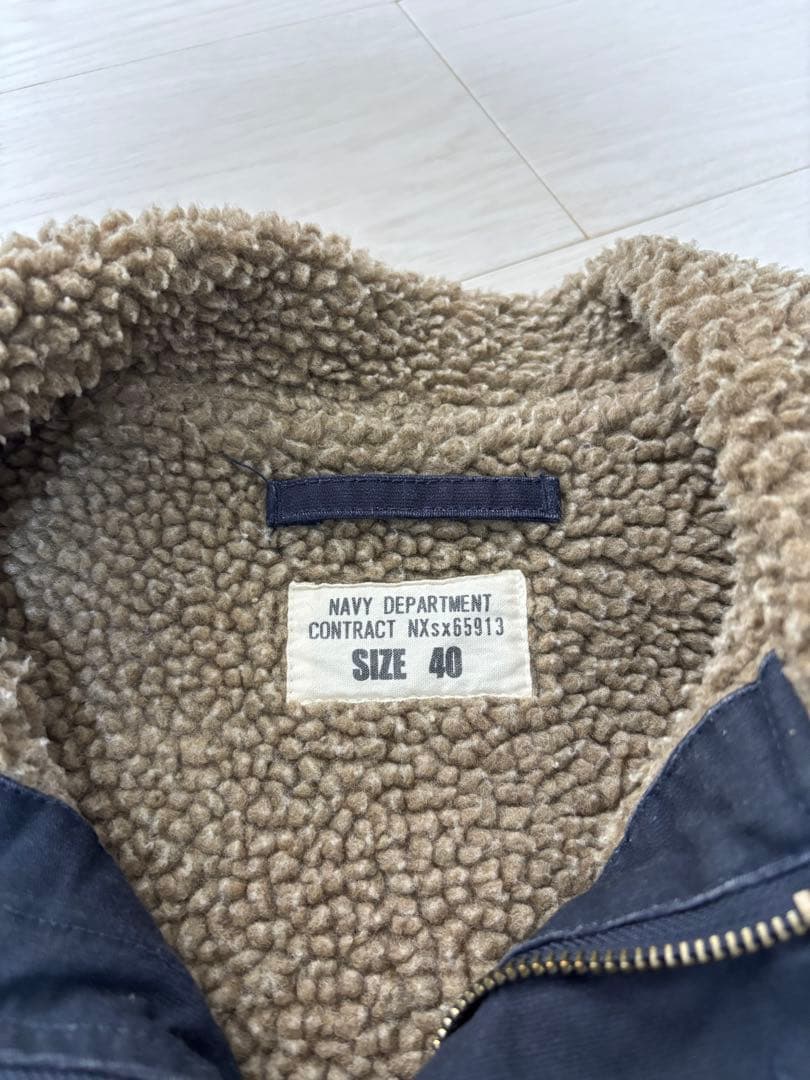 NAVY DEPARTMENT
CONTRACT NXsx65913
SIZE 40